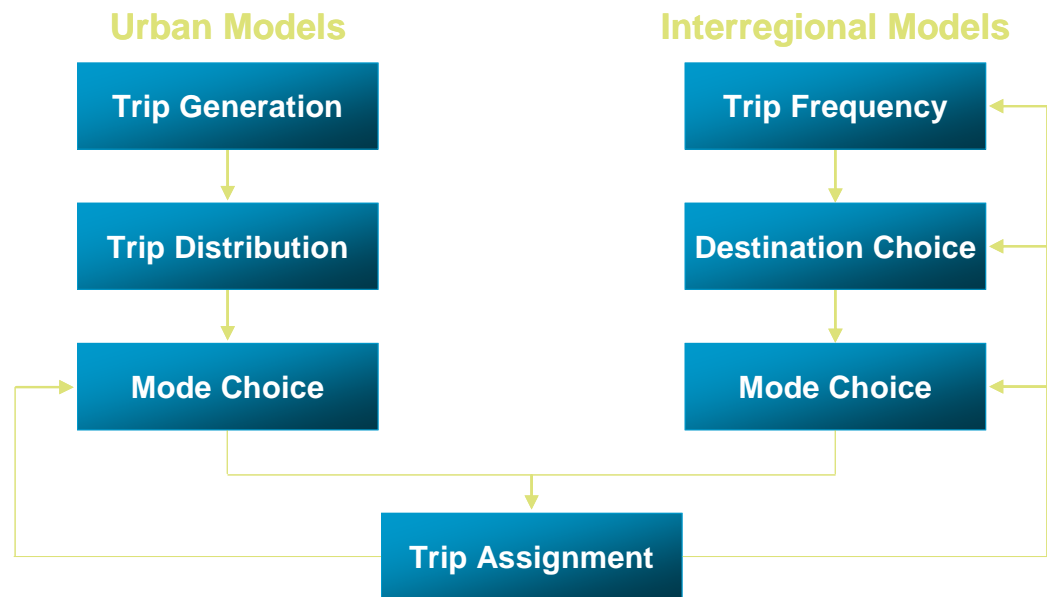 Urban Models
Interregional Models
Trip Generation
Trip Frequency
Trip Distribution
Destination Choice
Mode Choice
Mode Choice
Trip Assignment